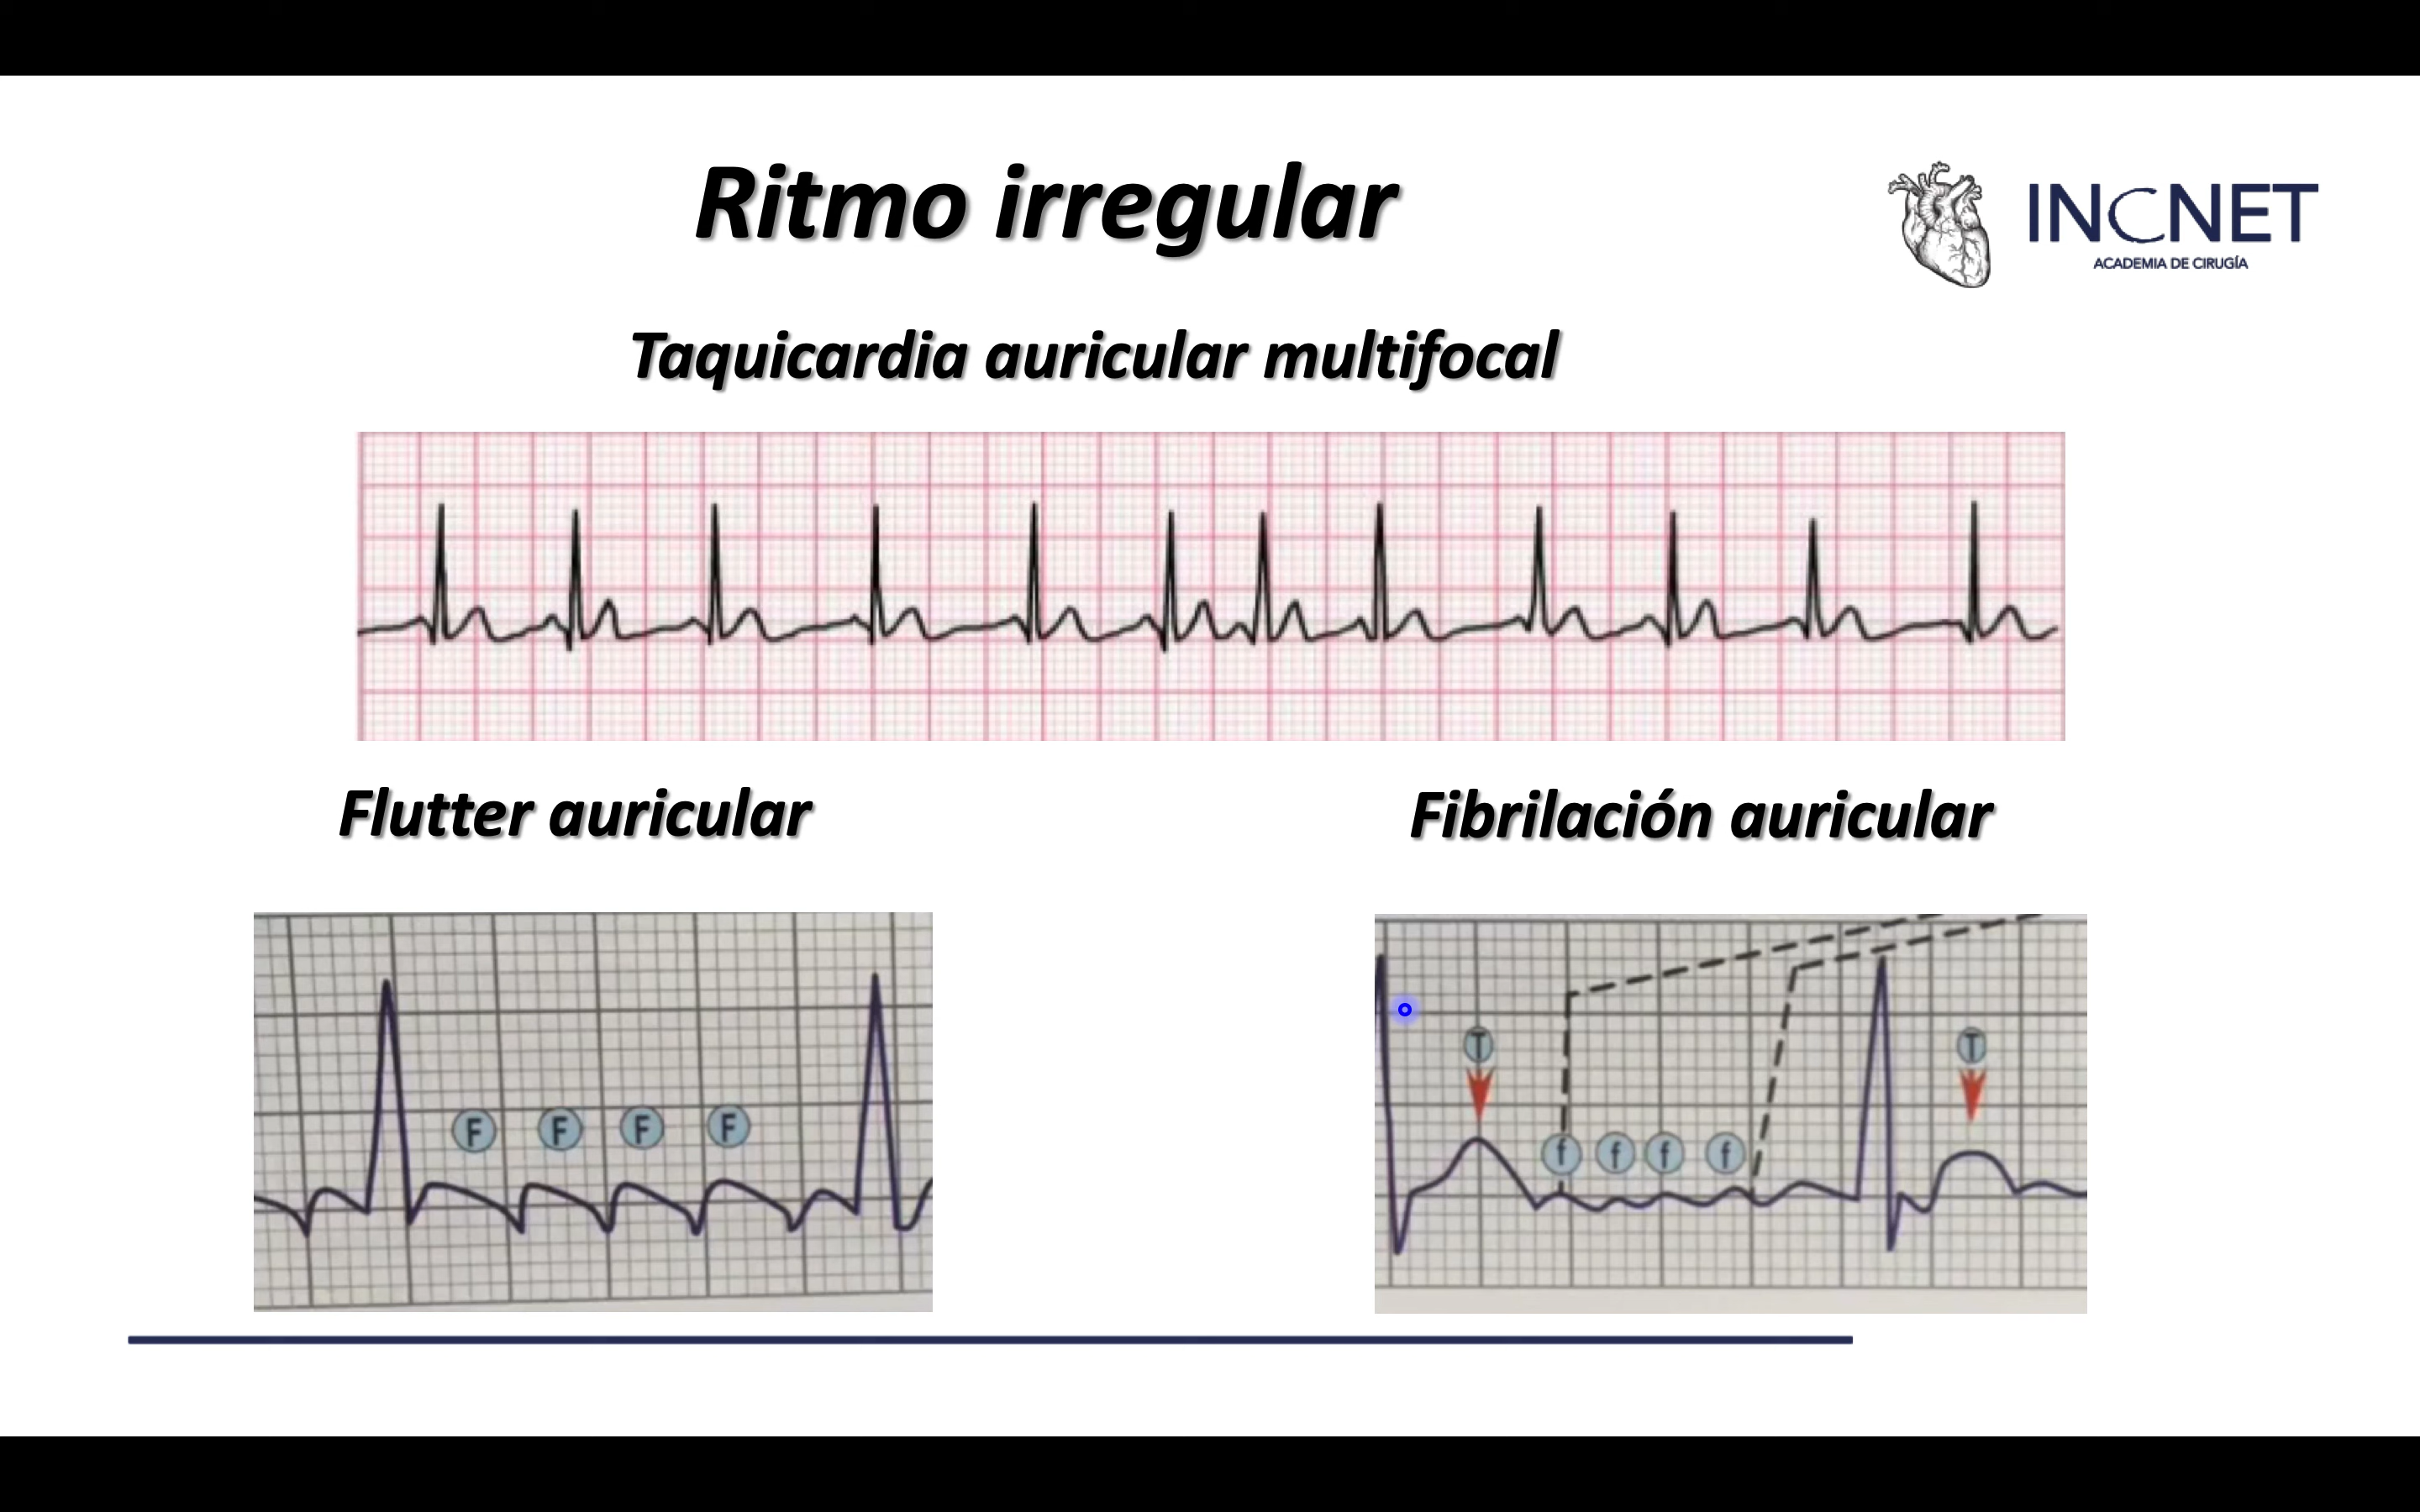 Ritmo irregular
INCNET
ACADEMIA DE CIRUGÍA
Taquicardia auricular multifocal
Flutter auricular
Fibrilación auricular
F F F F
T T
f f f f